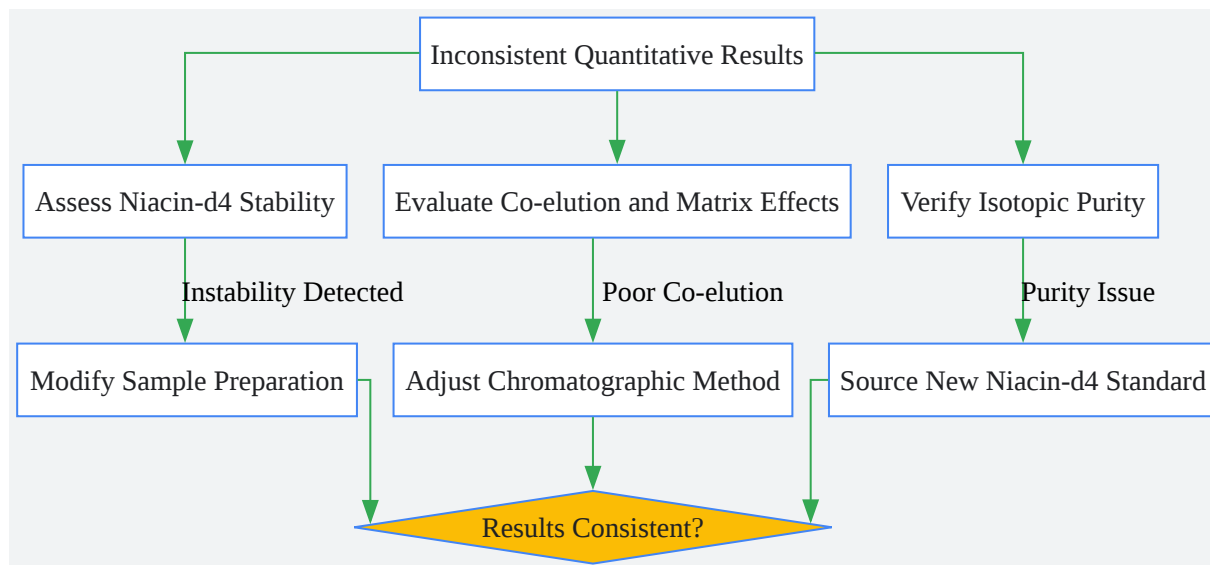 Inconsistent Quantitative Results
Assess Niacin-d4 Stability
Evaluate Co-elution and Matrix Effects
Verify Isotopic Purity
Instability Detected
Poor Co-elution
Purity Issue
Modify Sample Preparation
Adjust Chromatographic Method
Source New Niacin-d4 Standard
Results Consistent?